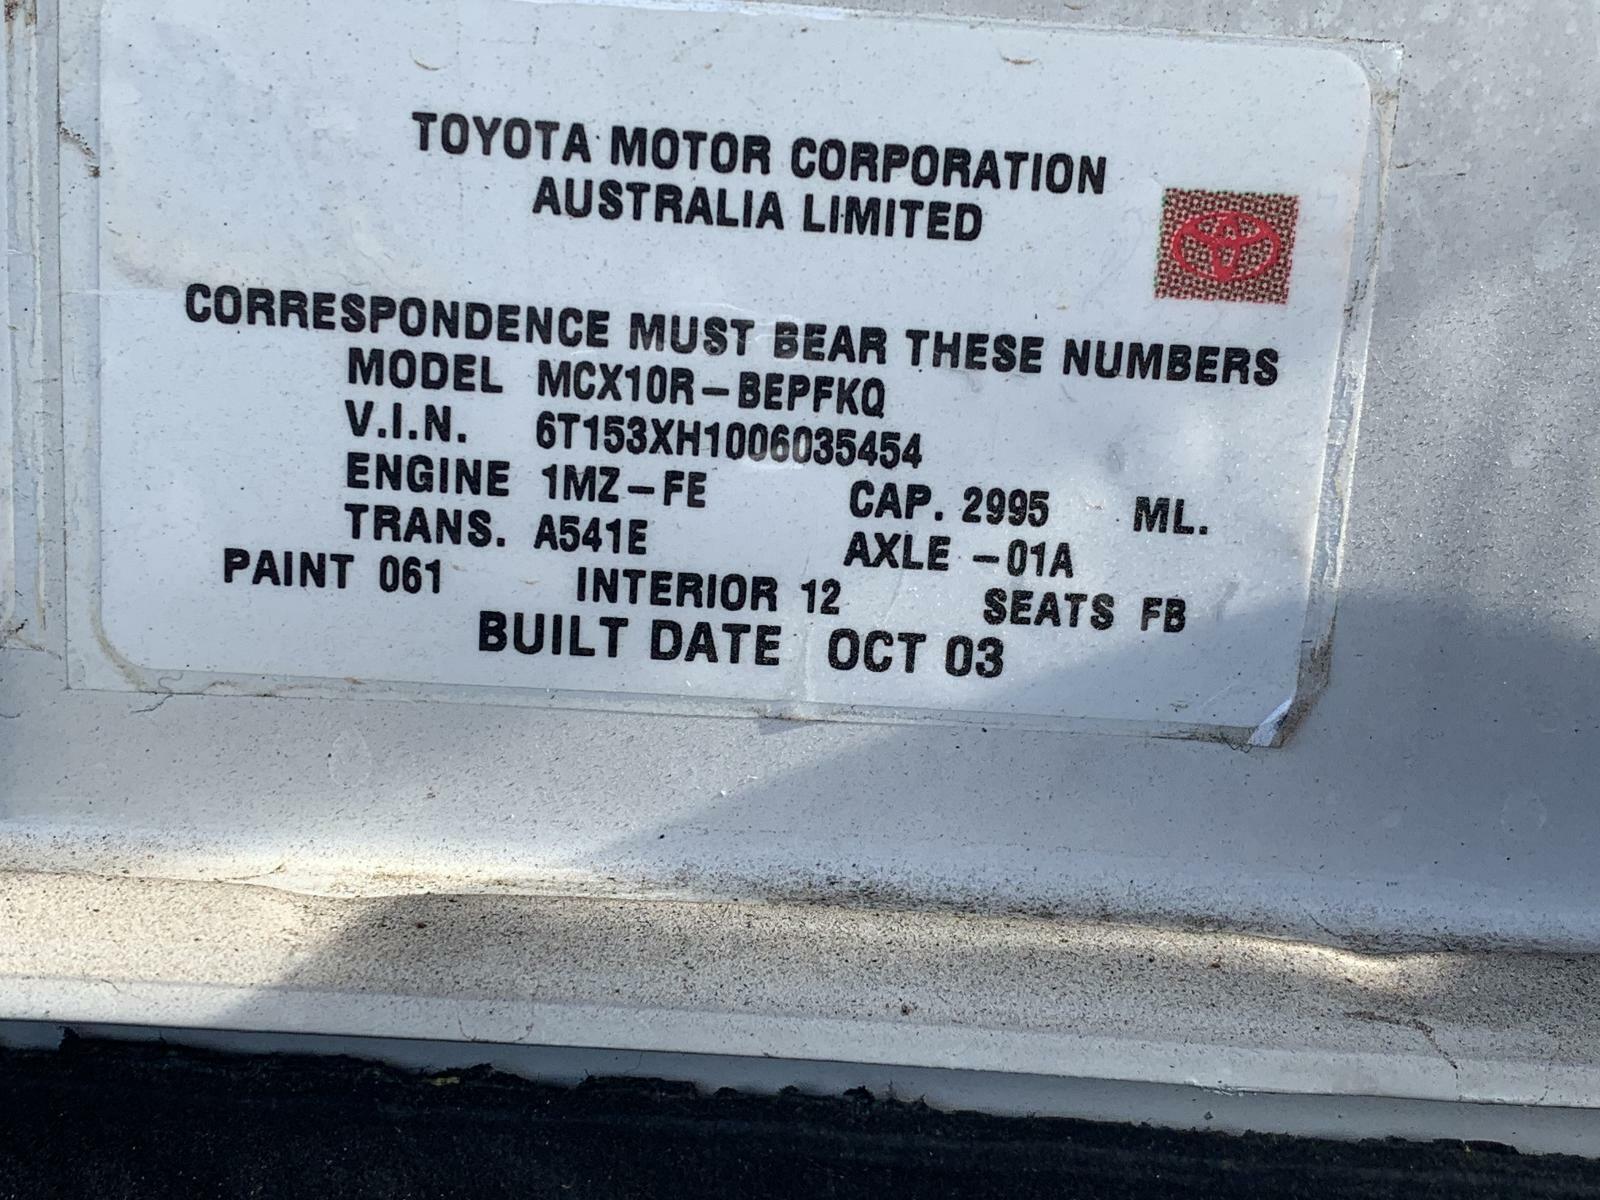 TOYOTA MOTOR CORPORATION
AUSTRALIA LIMITED
CORRESPONDENCE MUST BEAR THESE NUMBERS
MODEL MCX10R-BEPFKQ
V.I.N. 6T153XH1006035454
ENGINE 1MZ-FE CAP. 2995 ML.
TRANS. A541E AXLE -01A
PAINT 061 INTERIOR 12 SEATS FB
BUILT DATE OCT 03